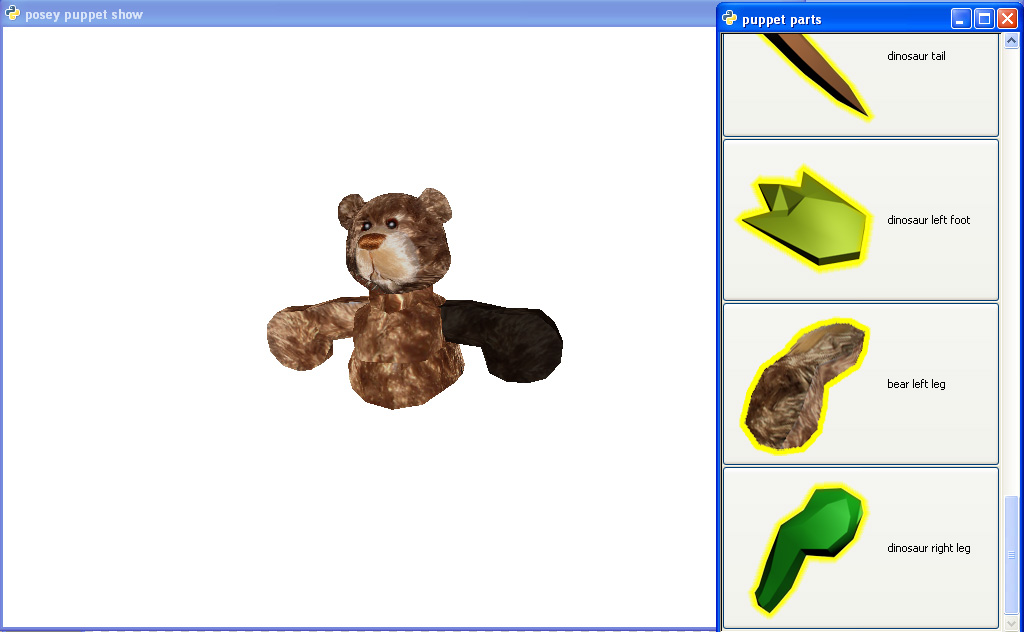 posey puppet show
puppet parts
dinosaur tail
dinosaur left foot
bear left leg
dinosaur right leg